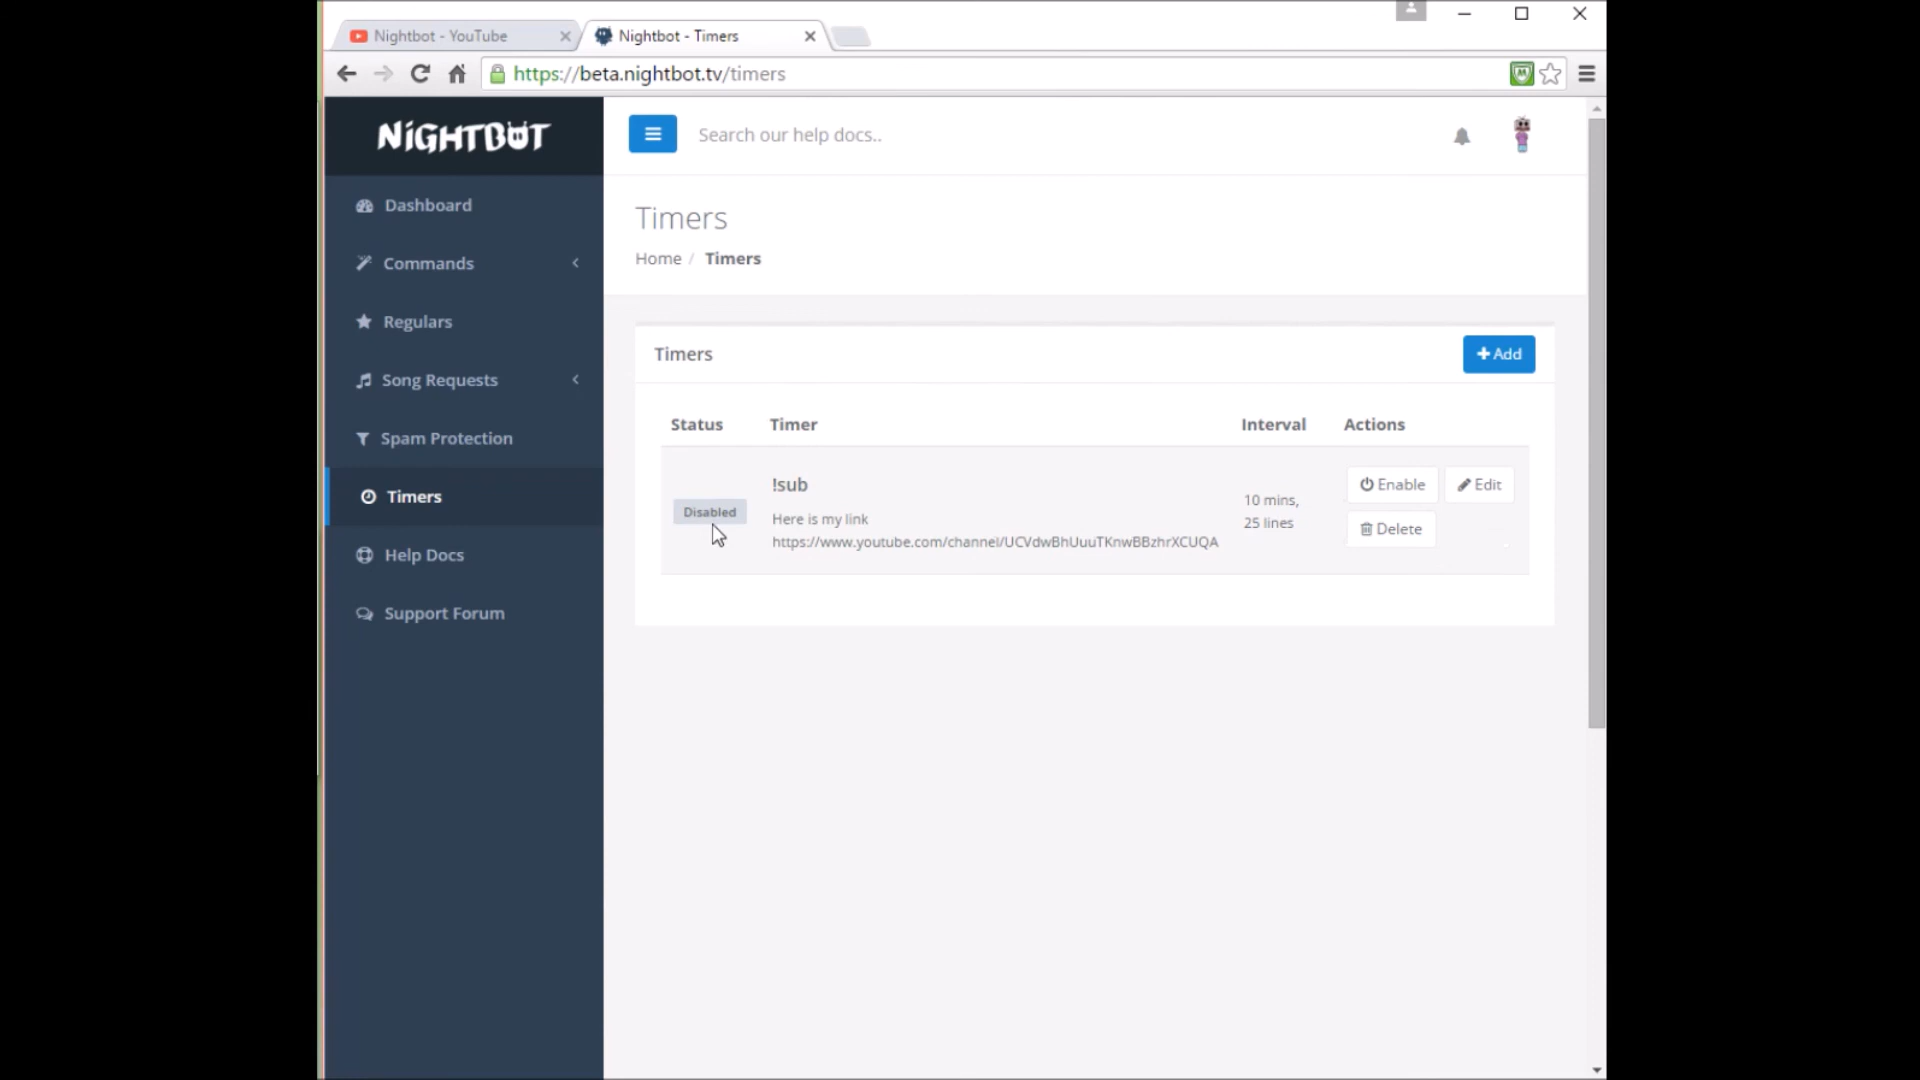 Nightbot - YouTube
Nightbot - Timers
https://beta.nightbot.tv/timers
NiGHTBOT
Search our help docs..
Dashboard
Commands
Regulars
Song Requests
Spam Protection
Timers
Help Docs
Support Forum
Timers
Home / Timers
Timers
+ Add
Status Timer Interval Actions
Disabled
!sub
Here is my link
https://www.youtube.com/channel/UCVdwBhUuuTKnwBBzhrXCUQA
10 mins,
25 lines
Enable
Edit
Delete